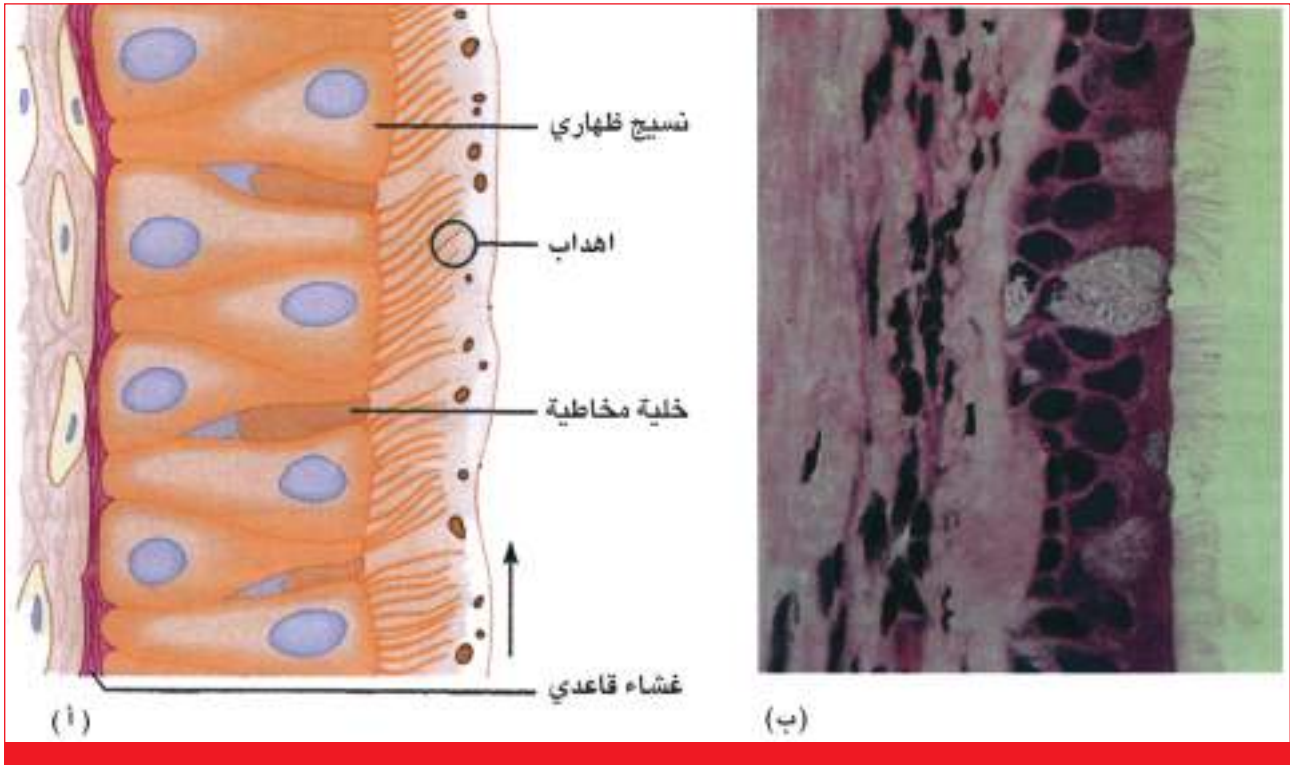 نسيج ظهاري
اهداب
خلية مخاطية
غشاء قاعدي
(أ)
(ب)